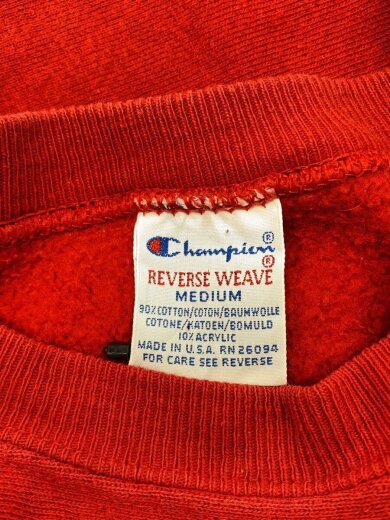 Champion®
REVERSE WEAVE®
MEDIUM
90% COTTON/COTON/BAUMWOLLE
COTONE/KATOEN/BOMULD
10% ACRYLIC
MADE IN U.S.A. RN 26094
FOR CARE SEE REVERSE